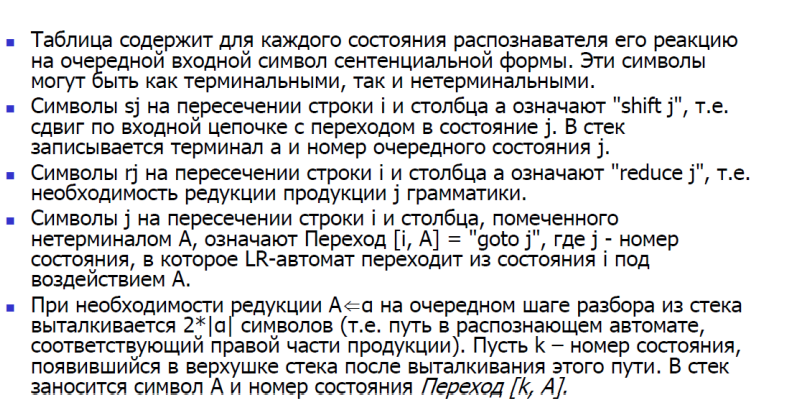 Таблица содержит для каждого состояния распознавателя его реакцию
на очередной входной символ сентенциальной формы. Эти символы
могут быть как терминальными, так и нетерминальными.
Символы sj на пересечении строки i и столбца a означают "shift j", т.е.
сдвиг по входной цепочке с переходом в состояние j. В стек
записывается терминал a и номер очередного состояния j.
Символы rj на пересечении строки i и столбца a означают "reduce j", т.е.
необходимость редукции продукции j грамматики.
Символы j на пересечении строки i и столбца, помеченного
нетерминалом A, означают Переход [i, A] = "goto j", где j - номер
состояния, в которое LR-автомат переходит из состояния i под
воздействием A.
При необходимости редукции A⇐α на очередном шаге разбора из стека
выталкивается 2*|α| символов (т.е. путь в распознающем автомате,
соответствующий правой части продукции). Пусть k – номер состояния,
появившийся в верхушке стека после выталкивания этого пути. В стек
заносится символ A и номер состояния Переход [k, A].